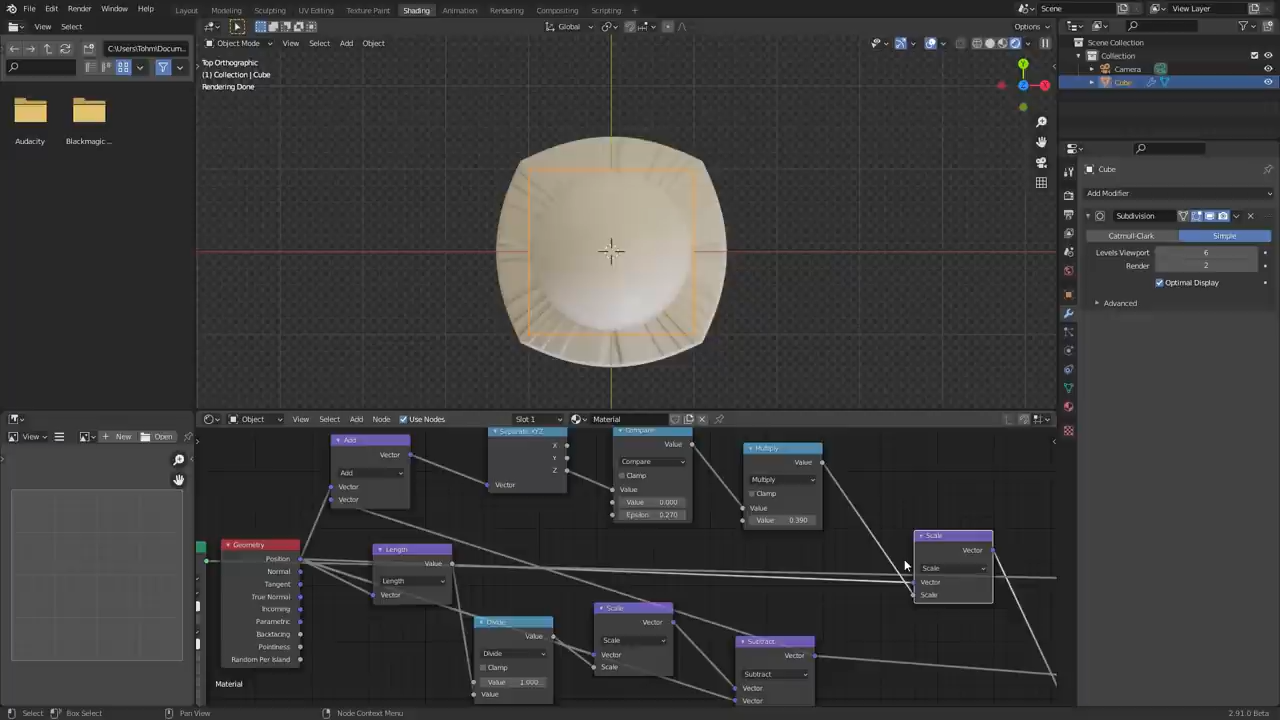 File Edit Render Window Help
Layout Modeling Sculpting UV Editing Texture Paint Shading Animation Rendering Compositing Scripting
Scene
View Layer
View Select
Global
Options
C:\Users\Tohm\Docum...
Object Mode View Select Add Object
Audacity
Blackmagic...
Top Orthographic
(1) Collection | Cube
Rendering Done
Y
X
Z
Scene Collection
Collection
Camera
Cube
Cube
Add Modifier
Subdivision
Catmull-Clark Simple
Levels Viewport 6
Render 2
Optimal Display
Advanced
View
New
Open
Object View Select Add Node Use Nodes
Slot 1
Material
Add
Vector
Add
Vector
Vector
Separate XYZ
X
Y
Z
Vector
Compare
Value
Compare
Clamp
Value
Value 0.000
Epsilon 0.270
Multiply
Value
Multiply
Clamp
Value
Value 0.390
Scale
Vector
Scale
Vector
Scale
Geometry
Position
Normal
Tangent
True Normal
Incoming
Parametric
Backfacing
Pointiness
Random Per Island
Length
Value
Length
Vector
Divide
Value
Divide
Clamp
Value 1.000
Value
Scale
Vector
Scale
Vector
Scale
Subtract
Vector
Subtract
Vector
Vector
Material
Select
Box Select
Pan View
Node Context Menu
2.91.0 Beta